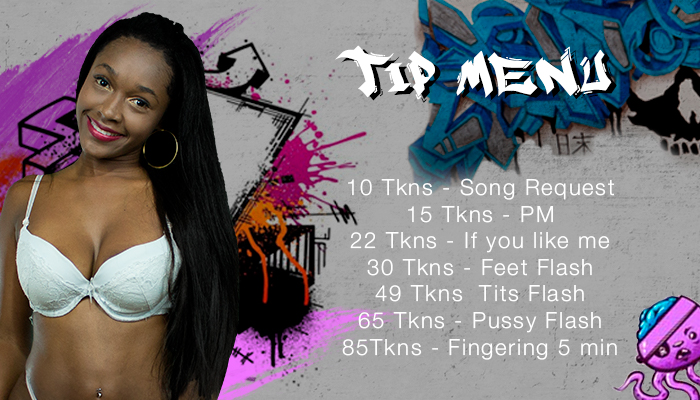 TIP MENU
10 Tkns - Song Request
15 Tkns - PM
22 Tkns - If you like me
30 Tkns - Feet Flash
49 Tkns  Tits Flash
65 Tkns - Pussy Flash
85Tkns - Fingering 5 min